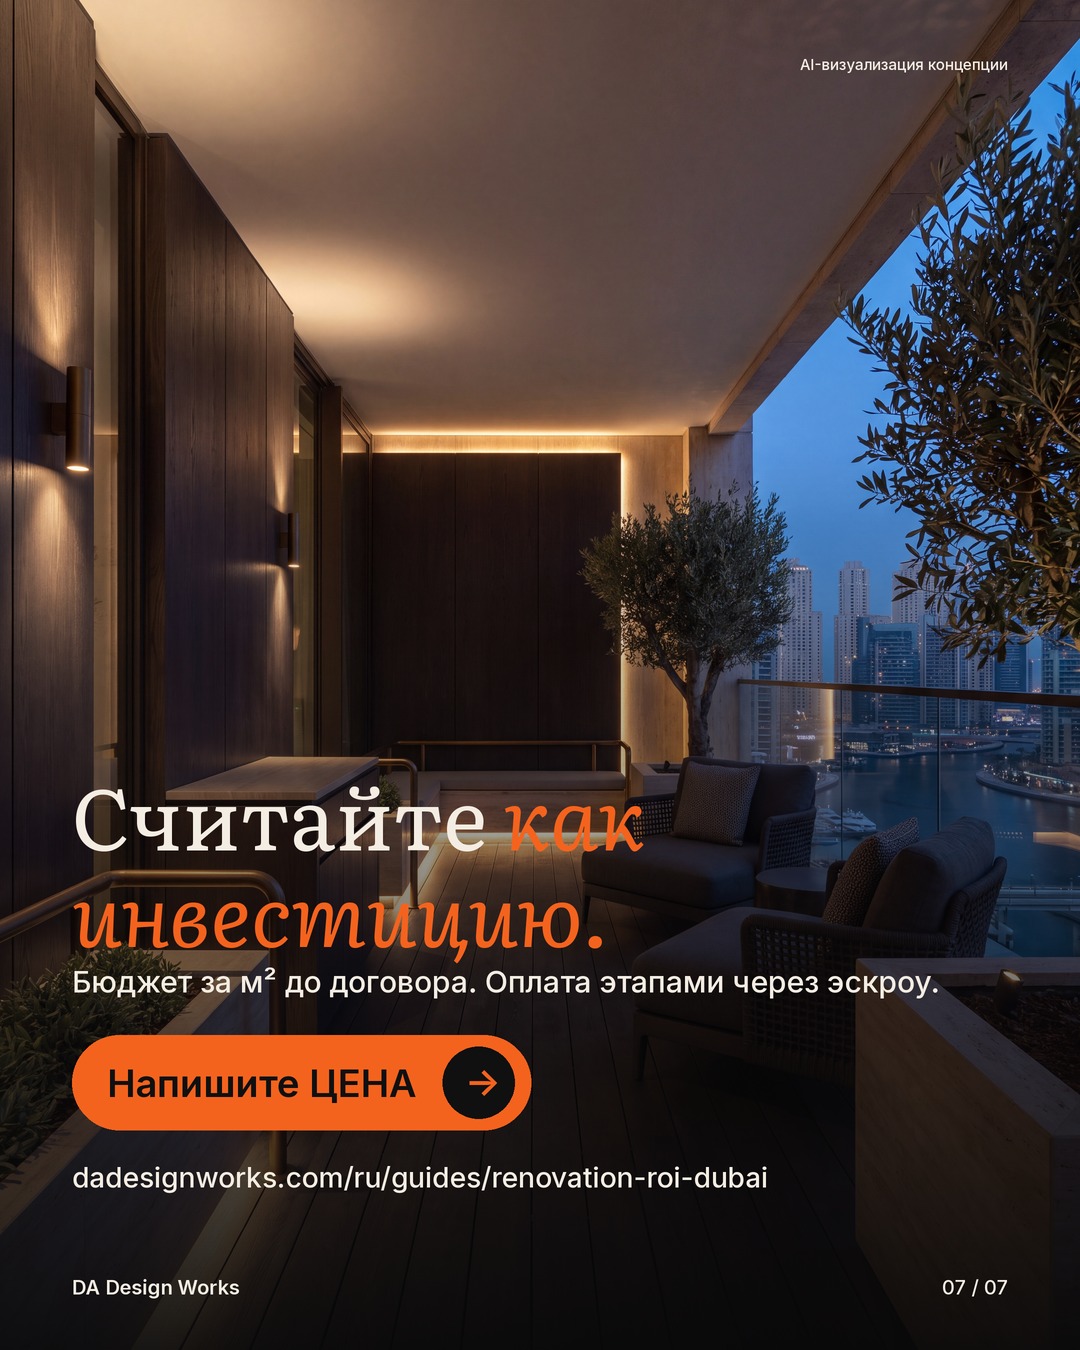 AI-визуализация концепции
Считайте как
инвестицию.
Бюджет за м² до договора. Оплата этапами через эскроу.
Напишите ЦЕНА
dadesignworks.com/ru/guides/renovation-roi-dubai
DA Design Works
07 / 07